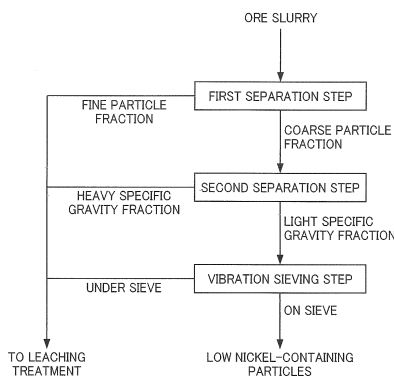 ORE SLURRY
FIRST SEPARATION STEP
FINE PARTICLE
FRACTION
COARSE PARTICLE
FRACTION
SECOND SEPARATION STEP
HEAVY SPECIFIC
GRAVITY FRACTION
LIGHT SPECIFIC
GRAVITY FRACTION
VIBRATION SIEVING STEP
UNDER SIEVE
ON SIEVE
TO LEACHING
TREATMENT
LOW NICKEL-CONTAINING
PARTICLES